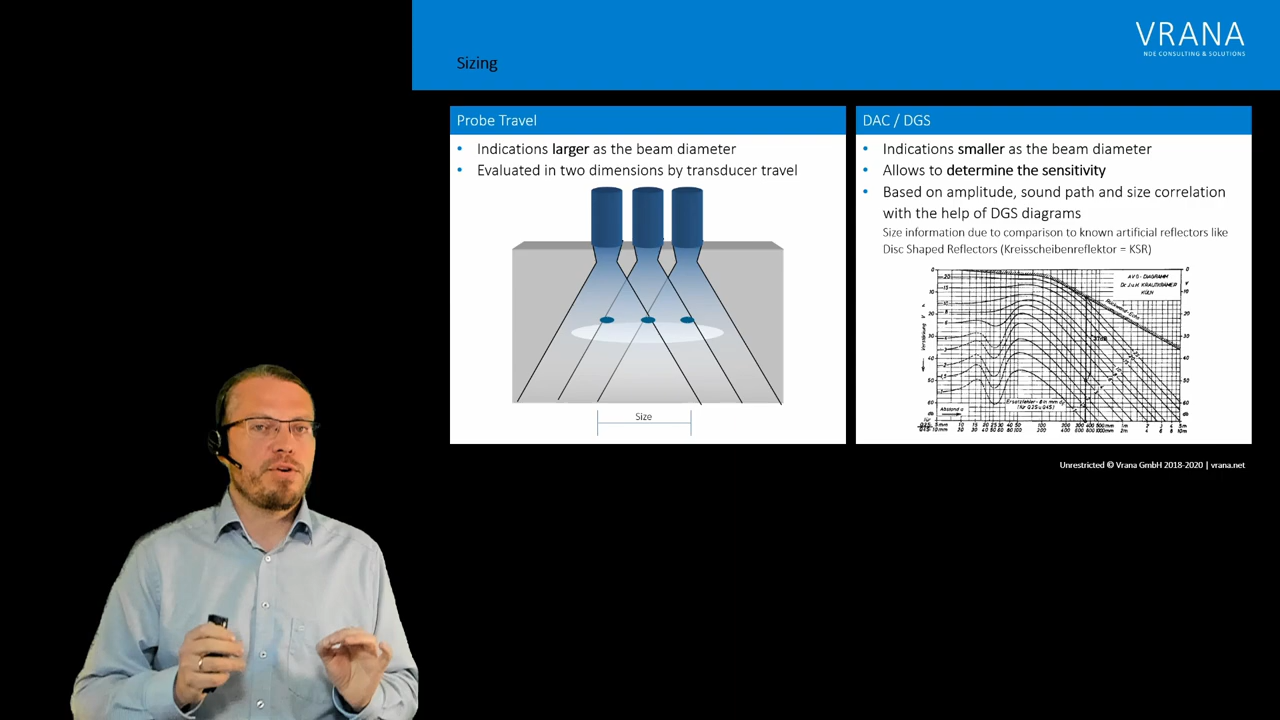 VRANA
NDE CONSULTING & SOLUTIONS
Sizing
Probe Travel
• Indications larger as the beam diameter
• Evaluated in two dimensions by transducer travel
Size
DAC / DGS
• Indications smaller as the beam diameter
• Allows to determine the sensitivity
• Based on amplitude, sound path and size correlation
with the help of DGS diagrams
Size information due to comparison to known artificial reflectors like
Disc Shaped Reflectors (Kreisscheibenreflektor = KSR)
AVG-DIAGRAMM
Dr. J. u. H. KRAUTKRÄMER
KÖLN
Unrestricted © Vrana GmbH 2018-2020 | vrana.net